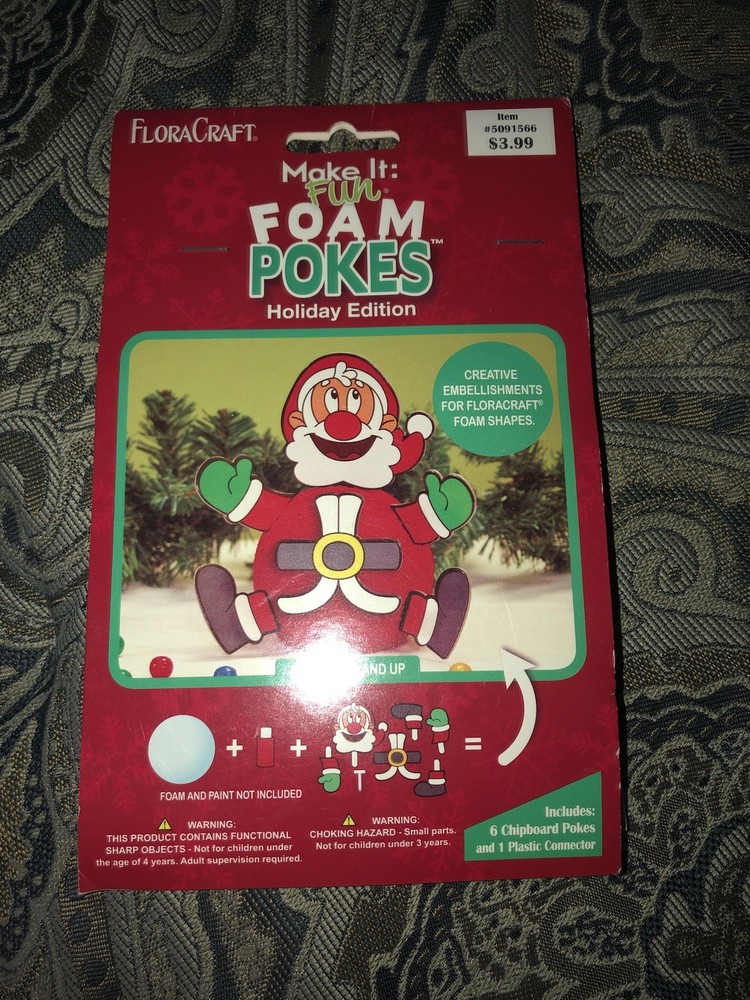 FLORACRAFT®
Item
#5091566
$3.99
Make It:
Fun®
FOAM
POKES™
Holiday Edition
CREATIVE
EMBELLISHMENTS
FOR FLORACRAFT®
FOAM SHAPES.
AND UP
+ + =
FOAM AND PAINT NOT INCLUDED
WARNING:
THIS PRODUCT CONTAINS FUNCTIONAL
SHARP OBJECTS - Not for children under
the age of 4 years. Adult supervision required.
WARNING:
CHOKING HAZARD - Small parts.
Not for children under 3 years.
Includes:
6 Chipboard Pokes
and 1 Plastic Connector